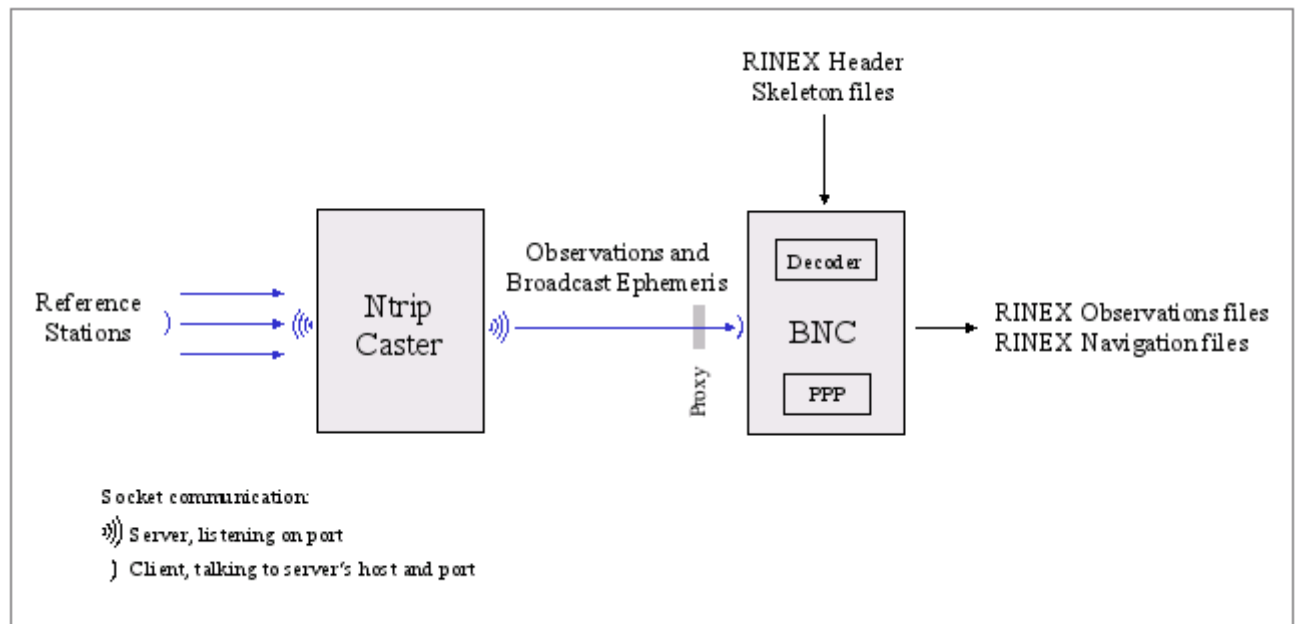 RINEX Header
Skeleton files
Observations and
Broadcast Ephemeris
Decoder
Reference
Stations
Ntrip
Caster
BNC
RINEX Observations files
RINEX Navigation files
Proxy
PPP
Socket communication:
Server, listening on port
Client, talking to server's host and port